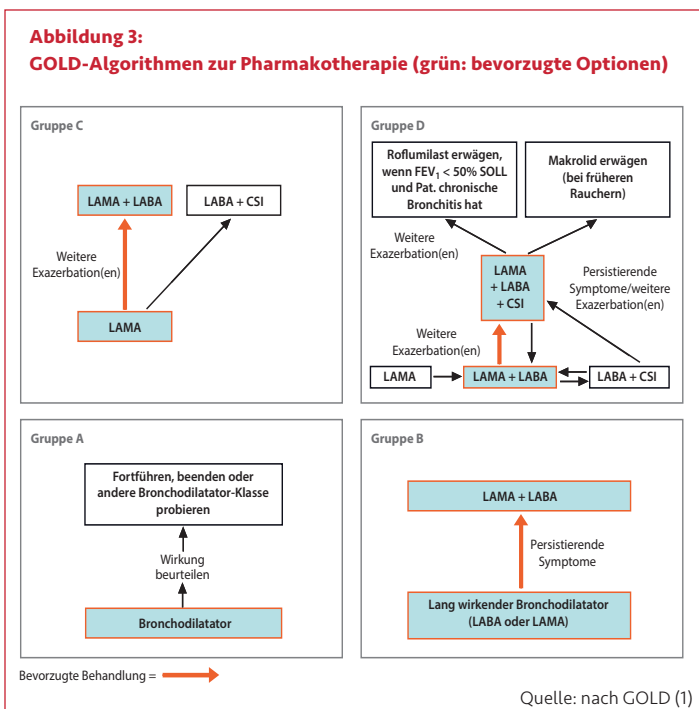 Abbildung 3:
GOLD-Algorithmen zur Pharmakotherapie (grün: bevorzugte Optionen)
Gruppe C
LAMA + LABA
LABA + CSI
Weitere
Exazerbation(en)
LAMA
Gruppe D
Roflumilast erwägen,
wenn FEV₁ < 50% SOLL
und Pat. chronische
Bronchitis hat
Makrolid erwägen
(bei früheren
Rauchern)
Weitere
Exazerbation(en)
LAMA
+ LABA
+ CSI
Persistierende
Symptome/weitere
Exazerbation(en)
Weitere
Exazerbation(en)
LAMA
LAMA + LABA
LABA + CSI
Gruppe A
Fortführen, beenden oder
andere Bronchodilatator-Klasse
probieren
Wirkung
beurteilen
Bronchodilatator
Gruppe B
LAMA + LABA
Persistierende
Symptome
Lang wirkender Bronchodilatator
(LABA oder LAMA)
Bevorzugte Behandlung =
Quelle: nach GOLD (1)